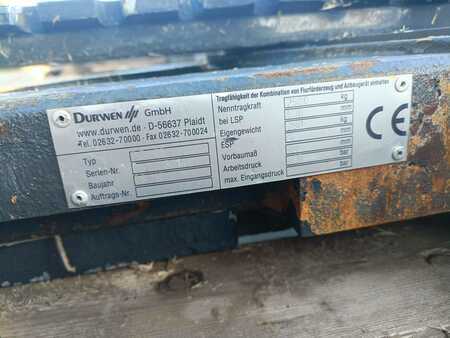 DURWEN GmbH
www.durwen.de · D-56637 Plaidt
Tel. 02632-70000 - Fax 02632-700024
Typ
Serien-Nr.
Baujahr
Auftrags-Nr.
Tragfähigkeit der Kombination von Flurförderzeug und Anbaugerät einhalten
Nenntragkraft kg
bei LSP mm
Eigengewicht kg
ESP mm
Vorbaumaß mm
Arbeitsdruck bar
max. Eingangsdruck bar
CE